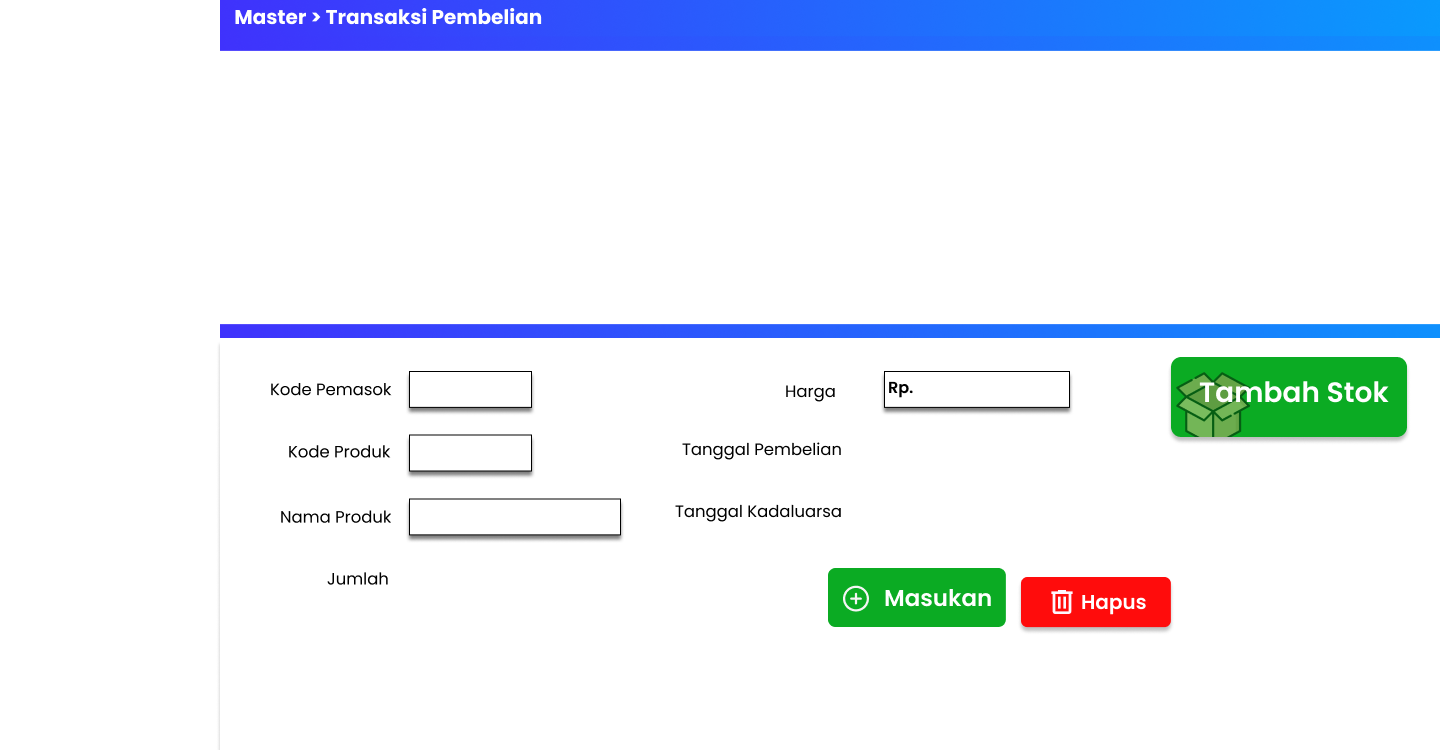 Master > Transaksi Pembelian
Kode Pemasok
Harga
Rp.
Tambah Stok
Kode Produk
Tanggal Pembelian
Nama Produk
Tanggal Kadaluarsa
Jumlah
Masukan
Hapus